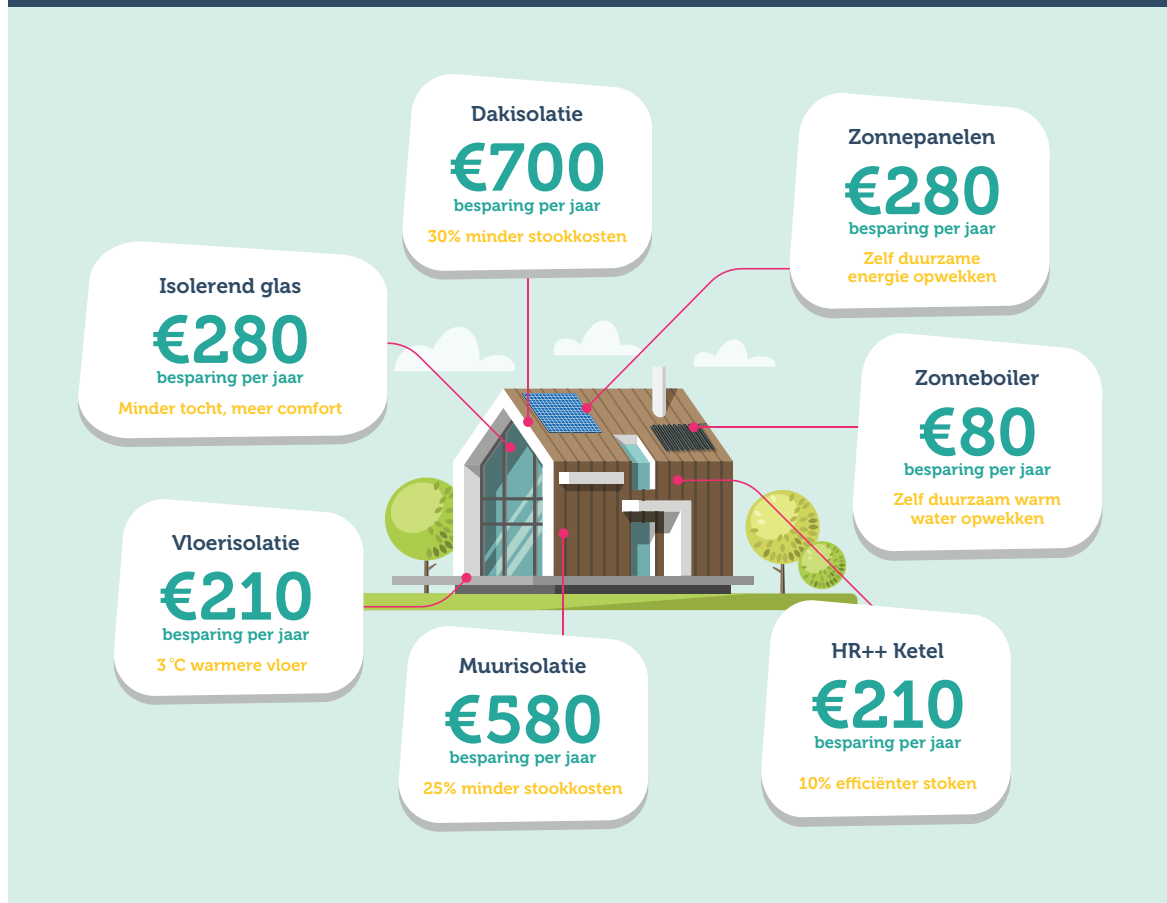 Dakisolatie
€700
besparing per jaar
30% minder stookkosten
Zonnepanelen
€280
besparing per jaar
Zelf duurzame
energie opwekken
Isolerend glas
€280
besparing per jaar
Minder tocht, meer comfort
Zonneboiler
€80
besparing per jaar
Zelf duurzaam warm
water opwekken
Vloerisolatie
€210
besparing per jaar
3 °C warmere vloer
Muurisolatie
€580
besparing per jaar
25% minder stookkosten
HR++ Ketel
€210
besparing per jaar
10% efficiënter stoken